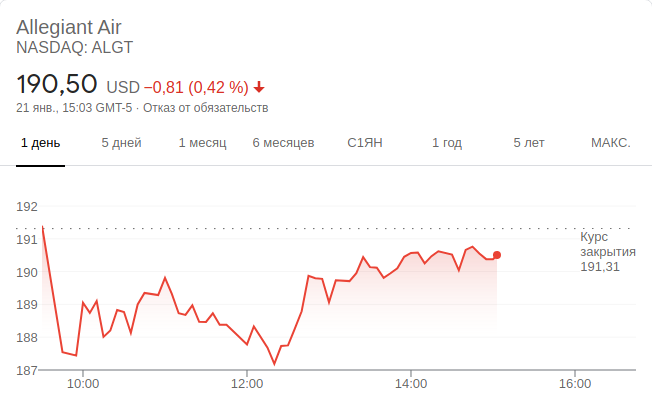 Allegiant Air
NASDAQ: ALGT
190,50 USD −0,81 (0,42 %)
21 янв., 15:03 GMT-5 · Отказ от обязательств
1 день 5 дней 1 месяц 6 месяцев С1ЯН 1 год 5 лет МАКС.
192
191
190
189
188
187
Курс
закрытия
191,31
10:00 12:00 14:00 16:00